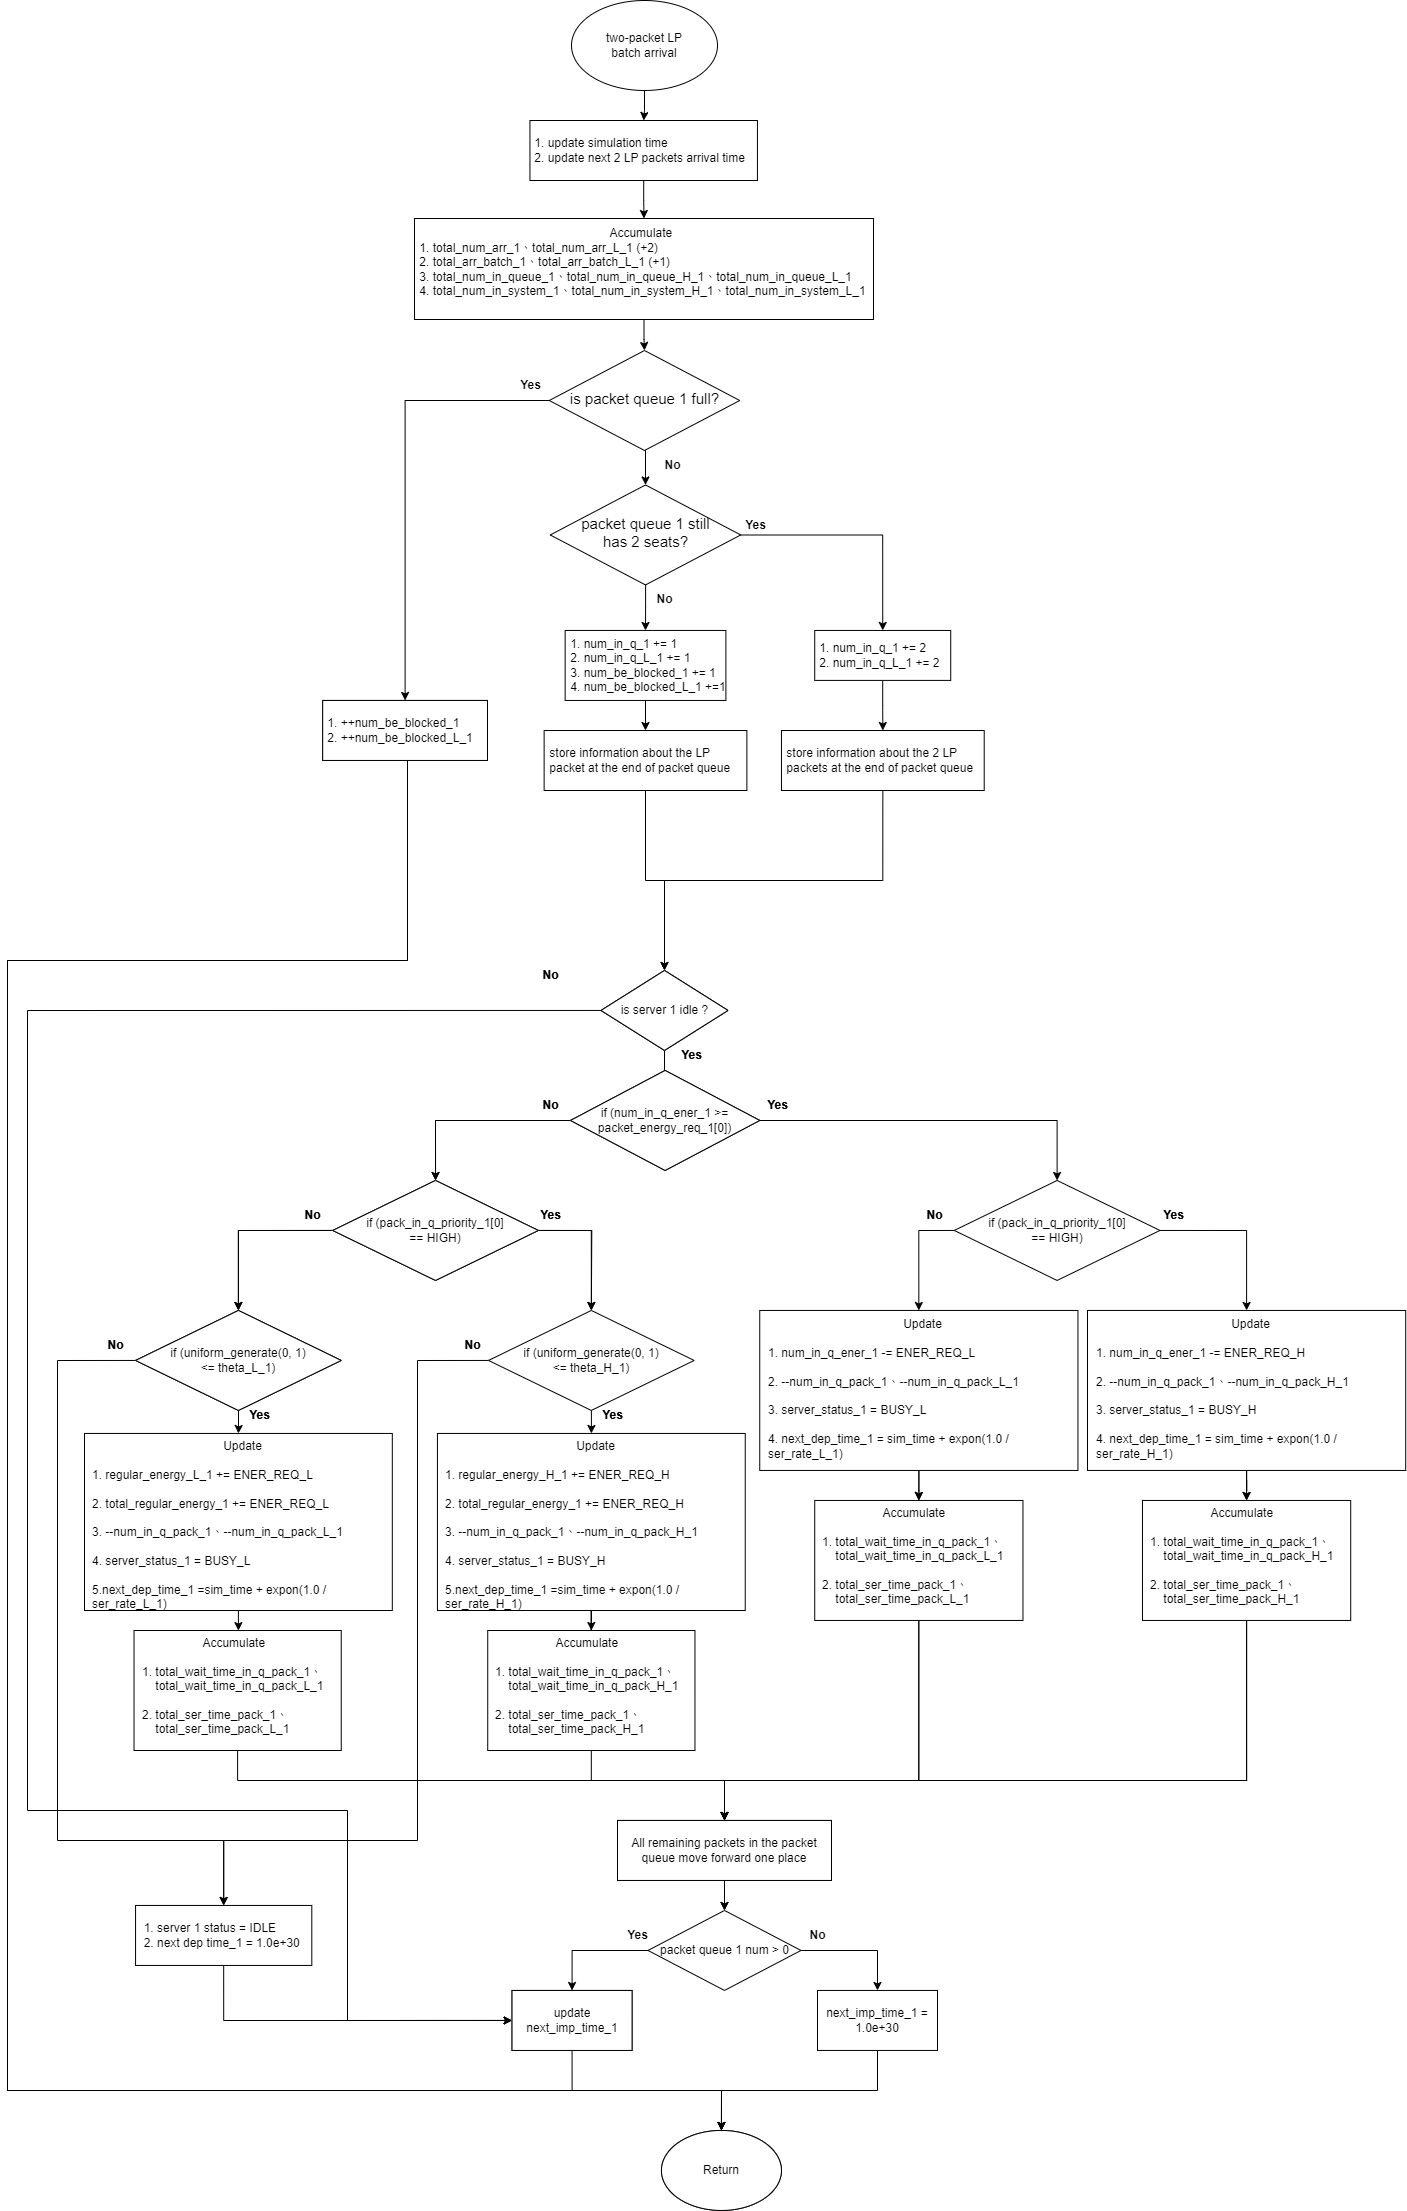 two-packet LP
batch arrival
1. update simulation time
2. update next 2 LP packets arrival time
Accumulate
1. total_num_arr_1、total_num_arr_L_1 (+2)
2. total_arr_batch_1、total_arr_batch_L_1 (+1)
3. total_num_in_queue_1、total_num_in_queue_H_1、total_num_in_queue_L_1
4. total_num_in_system_1、total_num_in_system_H_1、total_num_in_system_L_1
Yes
is packet queue 1 full?
No
packet queue 1 still
has 2 seats?
Yes
No
1. num_in_q_1 += 1
2. num_in_q_L_1 += 1
3. num_be_blocked_1 += 1
4. num_be_blocked_L_1 +=1
1. num_in_q_1 += 2
2. num_in_q_L_1 += 2
1. ++num_be_blocked_1
2. ++num_be_blocked_L_1
store information about the LP
packet at the end of packet queue
store information about the 2 LP
packets at the end of packet queue
No
is server 1 idle ?
Yes
No
if (num_in_q_ener_1 >=
packet_energy_req_1[0])
Yes
No
if (pack_in_q_priority_1[0]
== HIGH)
Yes
No
if (pack_in_q_priority_1[0]
== HIGH)
Yes
No
if (uniform_generate(0, 1)
<= theta_L_1)
Yes
No
if (uniform_generate(0, 1)
<= theta_H_1)
Yes
Update
1. num_in_q_ener_1 -= ENER_REQ_L
2. --num_in_q_pack_1、--num_in_q_pack_L_1
3. server_status_1 = BUSY_L
4. next_dep_time_1 = sim_time + expon(1.0 /
ser_rate_L_1)
Update
1. num_in_q_ener_1 -= ENER_REQ_H
2. --num_in_q_pack_1、--num_in_q_pack_H_1
3. server_status_1 = BUSY_H
4. next_dep_time_1 = sim_time + expon(1.0 /
ser_rate_H_1)
Update
1. regular_energy_L_1 += ENER_REQ_L
2. total_regular_energy_1 += ENER_REQ_L
3. --num_in_q_pack_1、--num_in_q_pack_L_1
4. server_status_1 = BUSY_L
5.next_dep_time_1 =sim_time + expon(1.0 /
ser_rate_L_1)
Update
1. regular_energy_H_1 += ENER_REQ_H
2. total_regular_energy_1 += ENER_REQ_H
3. --num_in_q_pack_1、--num_in_q_pack_H_1
4. server_status_1 = BUSY_H
5.next_dep_time_1 =sim_time + expon(1.0 /
ser_rate_H_1)
Accumulate
1. total_wait_time_in_q_pack_1、
total_wait_time_in_q_pack_L_1
2. total_ser_time_pack_1、
total_ser_time_pack_L_1
Accumulate
1. total_wait_time_in_q_pack_1、
total_wait_time_in_q_pack_H_1
2. total_ser_time_pack_1、
total_ser_time_pack_H_1
Accumulate
1. total_wait_time_in_q_pack_1、
total_wait_time_in_q_pack_L_1
2. total_ser_time_pack_1、
total_ser_time_pack_L_1
Accumulate
1. total_wait_time_in_q_pack_1、
total_wait_time_in_q_pack_H_1
2. total_ser_time_pack_1、
total_ser_time_pack_H_1
All remaining packets in the packet
queue move forward one place
1. server 1 status = IDLE
2. next dep time_1 = 1.0e+30
Yes
packet queue 1 num > 0
No
update
next_imp_time_1
next_imp_time_1 =
1.0e+30
Return